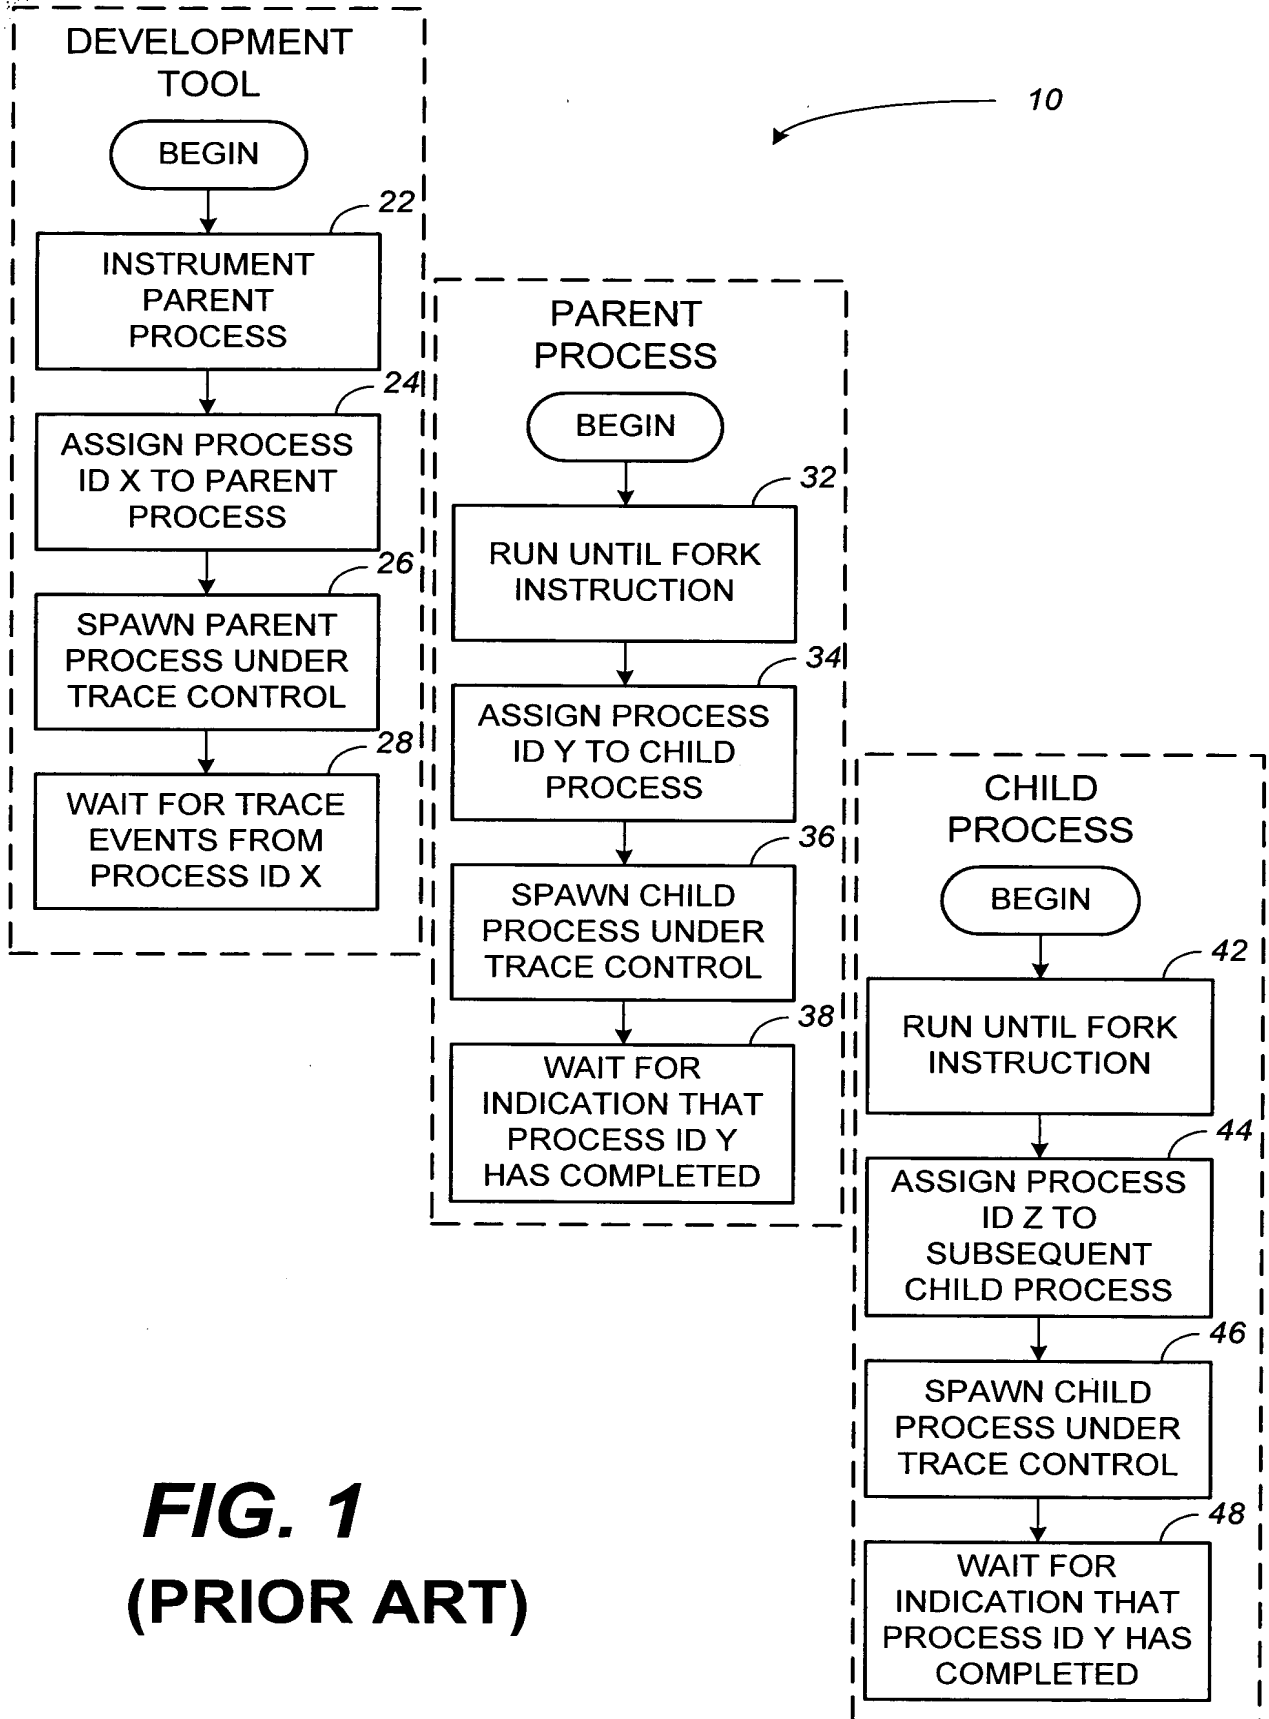 DEVELOPMENT
TOOL
BEGIN
22
INSTRUMENT
PARENT
PROCESS
24
ASSIGN PROCESS
ID X TO PARENT
PROCESS
26
SPAWN PARENT
PROCESS UNDER
TRACE CONTROL
28
WAIT FOR TRACE
EVENTS FROM
PROCESS ID X
10
PARENT
PROCESS
BEGIN
32
RUN UNTIL FORK
INSTRUCTION
34
ASSIGN PROCESS
ID Y TO CHILD
PROCESS
36
SPAWN CHILD
PROCESS UNDER
TRACE CONTROL
38
WAIT FOR
INDICATION THAT
PROCESS ID Y
HAS COMPLETED
CHILD
PROCESS
BEGIN
42
RUN UNTIL FORK
INSTRUCTION
44
ASSIGN PROCESS
ID Z TO
SUBSEQUENT
CHILD PROCESS
46
SPAWN CHILD
PROCESS UNDER
TRACE CONTROL
48
WAIT FOR
INDICATION THAT
PROCESS ID Y HAS
COMPLETED
FIG. 1
(PRIOR ART)